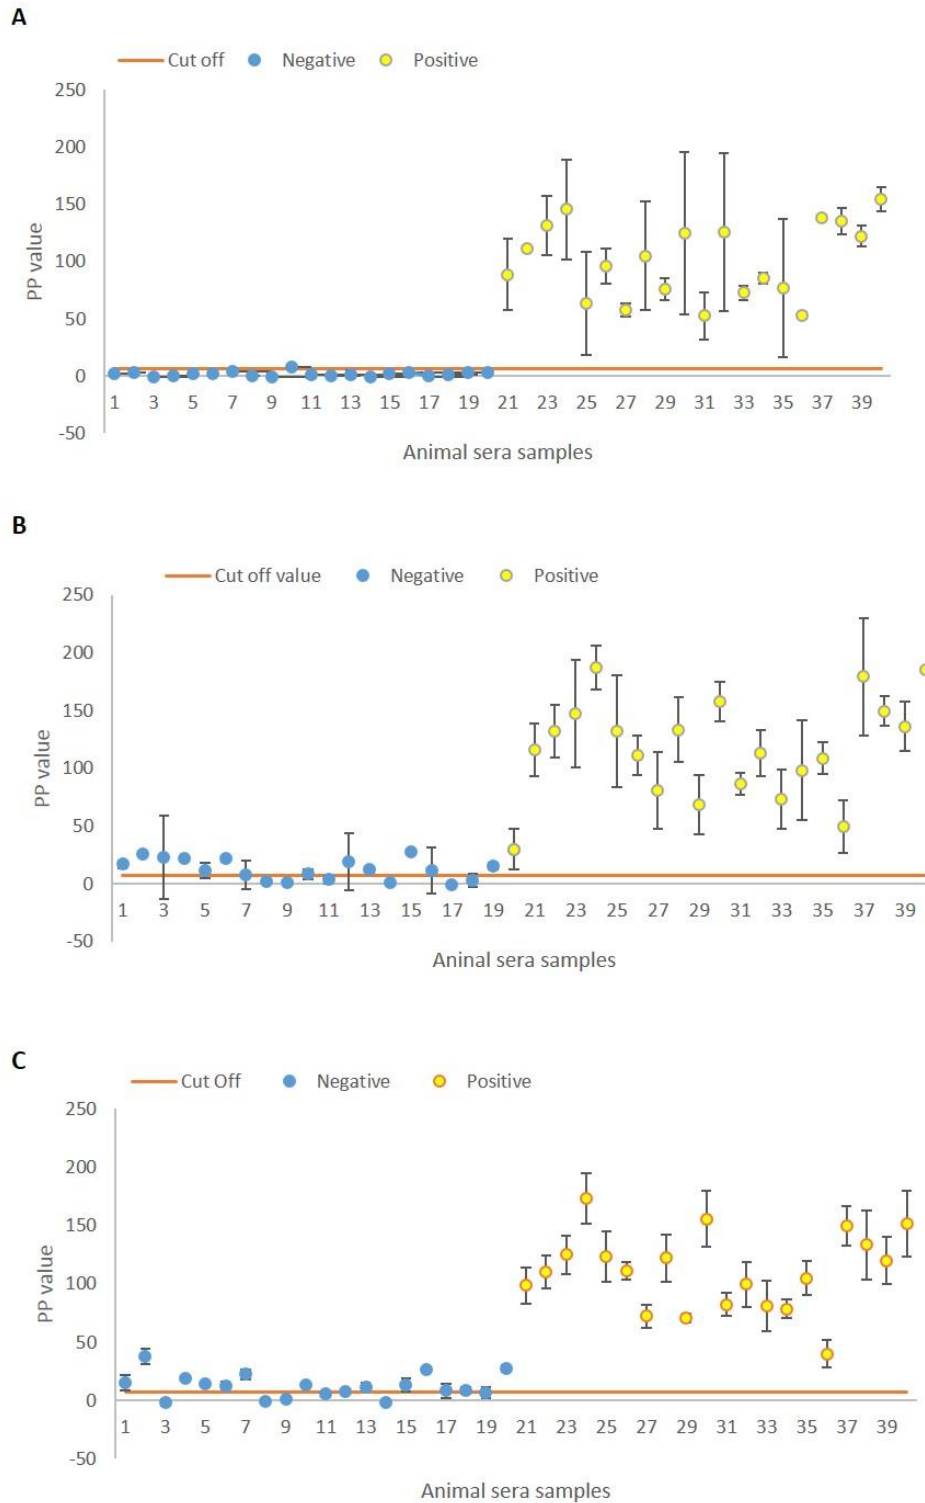 A
Cut off Negative Positive
250
200
150
100
50
0
-50
PP value
1 3 5 7 9 11 13 15 17 19 21 23 25 27 29 31 33 35 37 39
Animal sera samples
B
Cut off value Negative Positive
250
200
150
100
50
0
-50
PP value
1 3 5 7 9 11 13 15 17 19 21 23 25 27 29 31 33 35 37 39
Aninal sera samples
C
Cut Off Negative Positive
250
200
150
100
50
0
-50
PP value
1 3 5 7 9 11 13 15 17 19 21 23 25 27 29 31 33 35 37 39
Animal sera samples